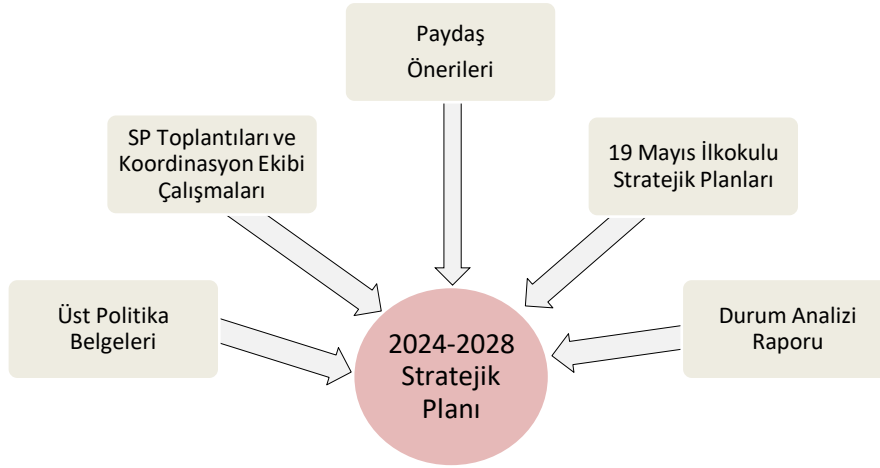 Paydaş
Önerileri
SP Toplantıları ve
Koordinasyon Ekibi
Çalışmaları
19 Mayıs İlkokulu
Stratejik Planları
Üst Politika
Belgeleri
Durum Analizi
Raporu
2024-2028
Stratejik
Planı